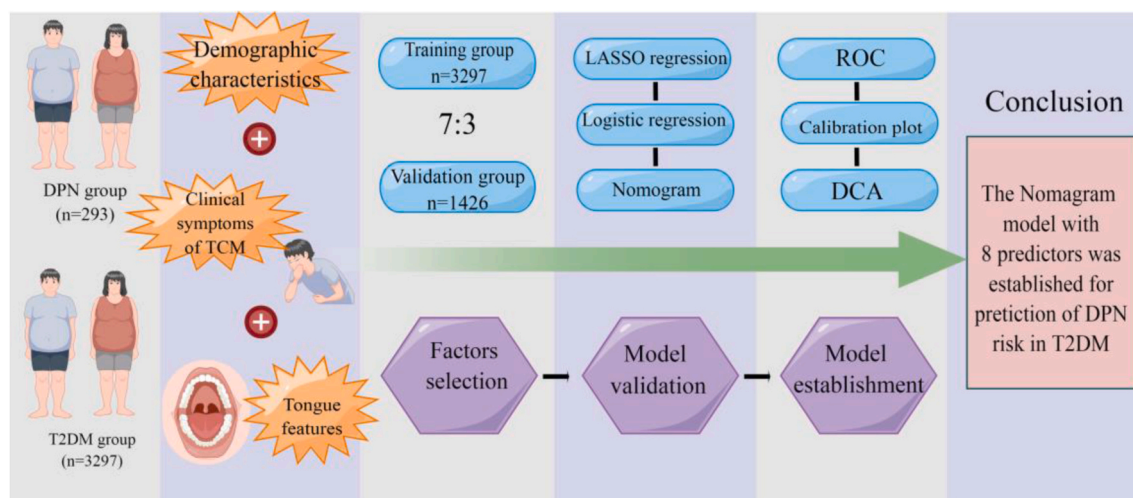 DPN group
(n=293)
T2DM group
(n=3297)
Demographic
characteristics
Clinical
symptoms
of TCM
Tongue
features
Training group
n=3297
7:3
Validation group
n=1426
LASSO regression
Logistic regression
Nomogram
ROC
Calibration plot
DCA
Factors
selection
Model
validation
Model
establishment
Conclusion
The Nomagram
model with
8 predictors was
established for
pretiction of DPN
risk in T2DM